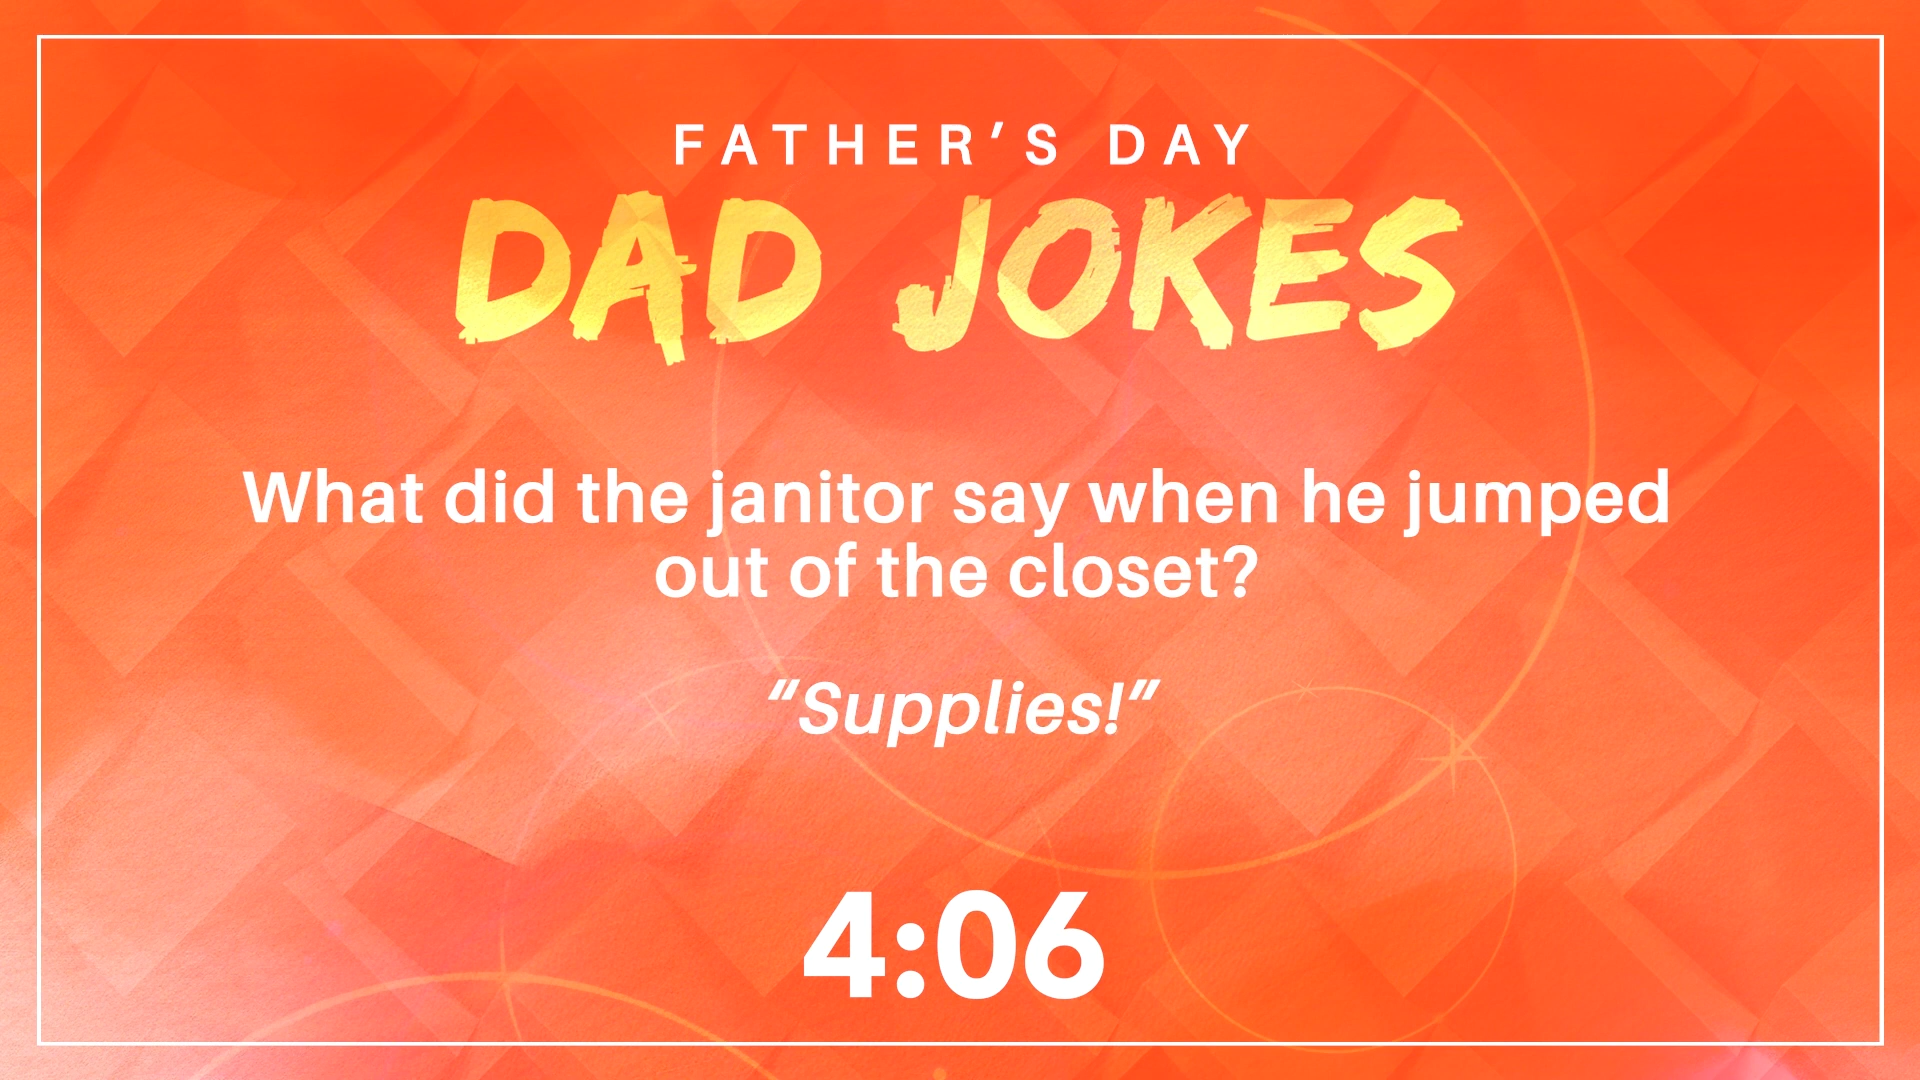 FATHER’S DAY
DAD JOKES
What did the janitor say when he jumped
out of the closet?
“Supplies!”
4:06